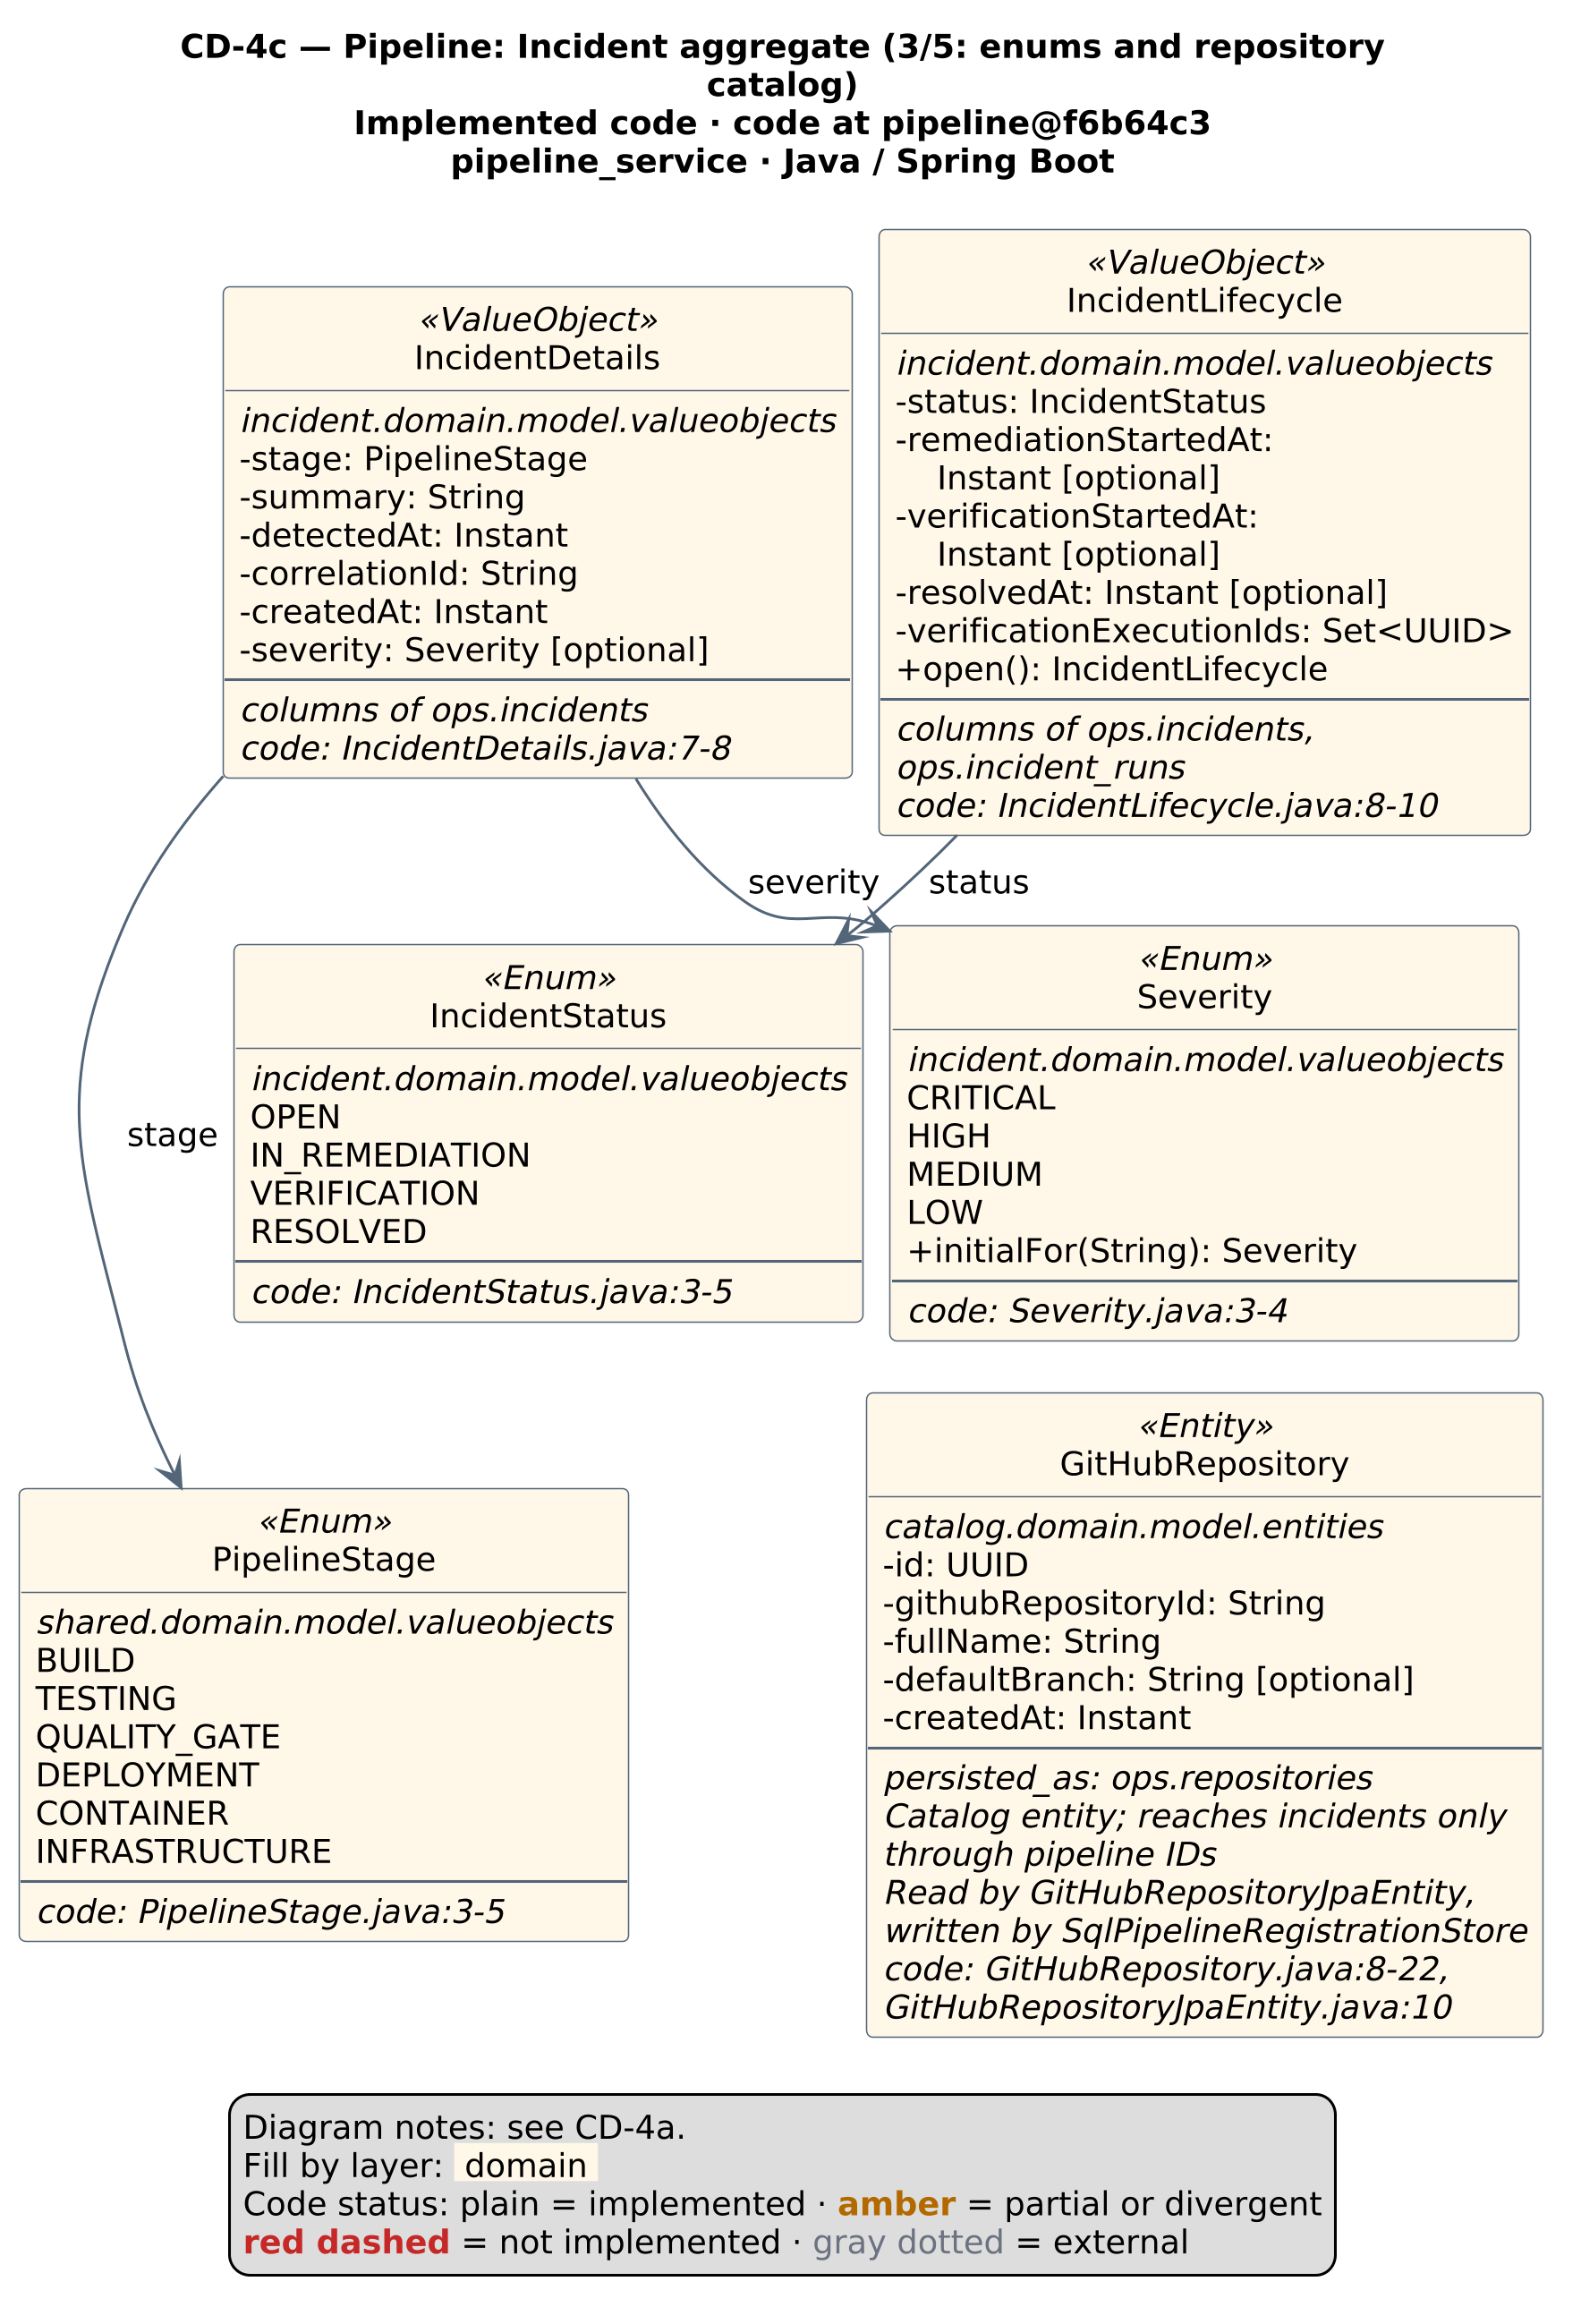 CD-4c — Pipeline: Incident aggregate (3/5: enums and repository
catalog)
Implemented code · code at pipeline@f6b64c3
pipeline_service · Java / Spring Boot
«ValueObject»
IncidentDetails
incident.domain.model.valueobjects
-stage: PipelineStage
-summary: String
-detectedAt: Instant
-correlationId: String
-createdAt: Instant
-severity: Severity [optional]
columns of ops.incidents
code: IncidentDetails.java:7-8
«ValueObject»
IncidentLifecycle
incident.domain.model.valueobjects
-status: IncidentStatus
-remediationStartedAt:
Instant [optional]
-verificationStartedAt:
Instant [optional]
-resolvedAt: Instant [optional]
-verificationExecutionIds: Set<UUID>
+open(): IncidentLifecycle
columns of ops.incidents,
ops.incident_runs
code: IncidentLifecycle.java:8-10
severity
status
stage
«Enum»
IncidentStatus
incident.domain.model.valueobjects
OPEN
IN_REMEDIATION
VERIFICATION
RESOLVED
code: IncidentStatus.java:3-5
«Enum»
Severity
incident.domain.model.valueobjects
CRITICAL
HIGH
MEDIUM
LOW
+initialFor(String): Severity
code: Severity.java:3-4
«Enum»
PipelineStage
shared.domain.model.valueobjects
BUILD
TESTING
QUALITY_GATE
DEPLOYMENT
CONTAINER
INFRASTRUCTURE
code: PipelineStage.java:3-5
«Entity»
GitHubRepository
catalog.domain.model.entities
-id: UUID
-githubRepositoryId: String
-fullName: String
-defaultBranch: String [optional]
-createdAt: Instant
persisted_as: ops.repositories
Catalog entity; reaches incidents only
through pipeline IDs
Read by GitHubRepositoryJpaEntity,
written by SqlPipelineRegistrationStore
code: GitHubRepository.java:8-22,
GitHubRepositoryJpaEntity.java:10
Diagram notes: see CD-4a.
Fill by layer: domain
Code status: plain = implemented · amber = partial or divergent
red dashed = not implemented · gray dotted = external